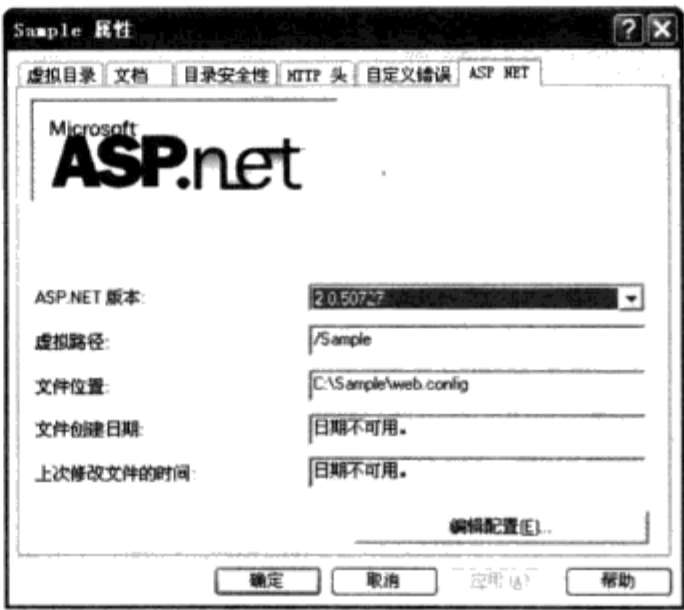 Sample 属性
虚拟目录 文档 目录安全性 HTTP 头 自定义错误 ASP.NET
Microsoft
ASP.net
ASP.NET 版本: 2.0.50727
虚拟路径: /Sample
文件位置: C:\Sample\web.config
文件创建日期: 日期不可用。
上次修改文件的时间: 日期不可用。
编辑配置(E)...
确定 取消 应用(A) 帮助